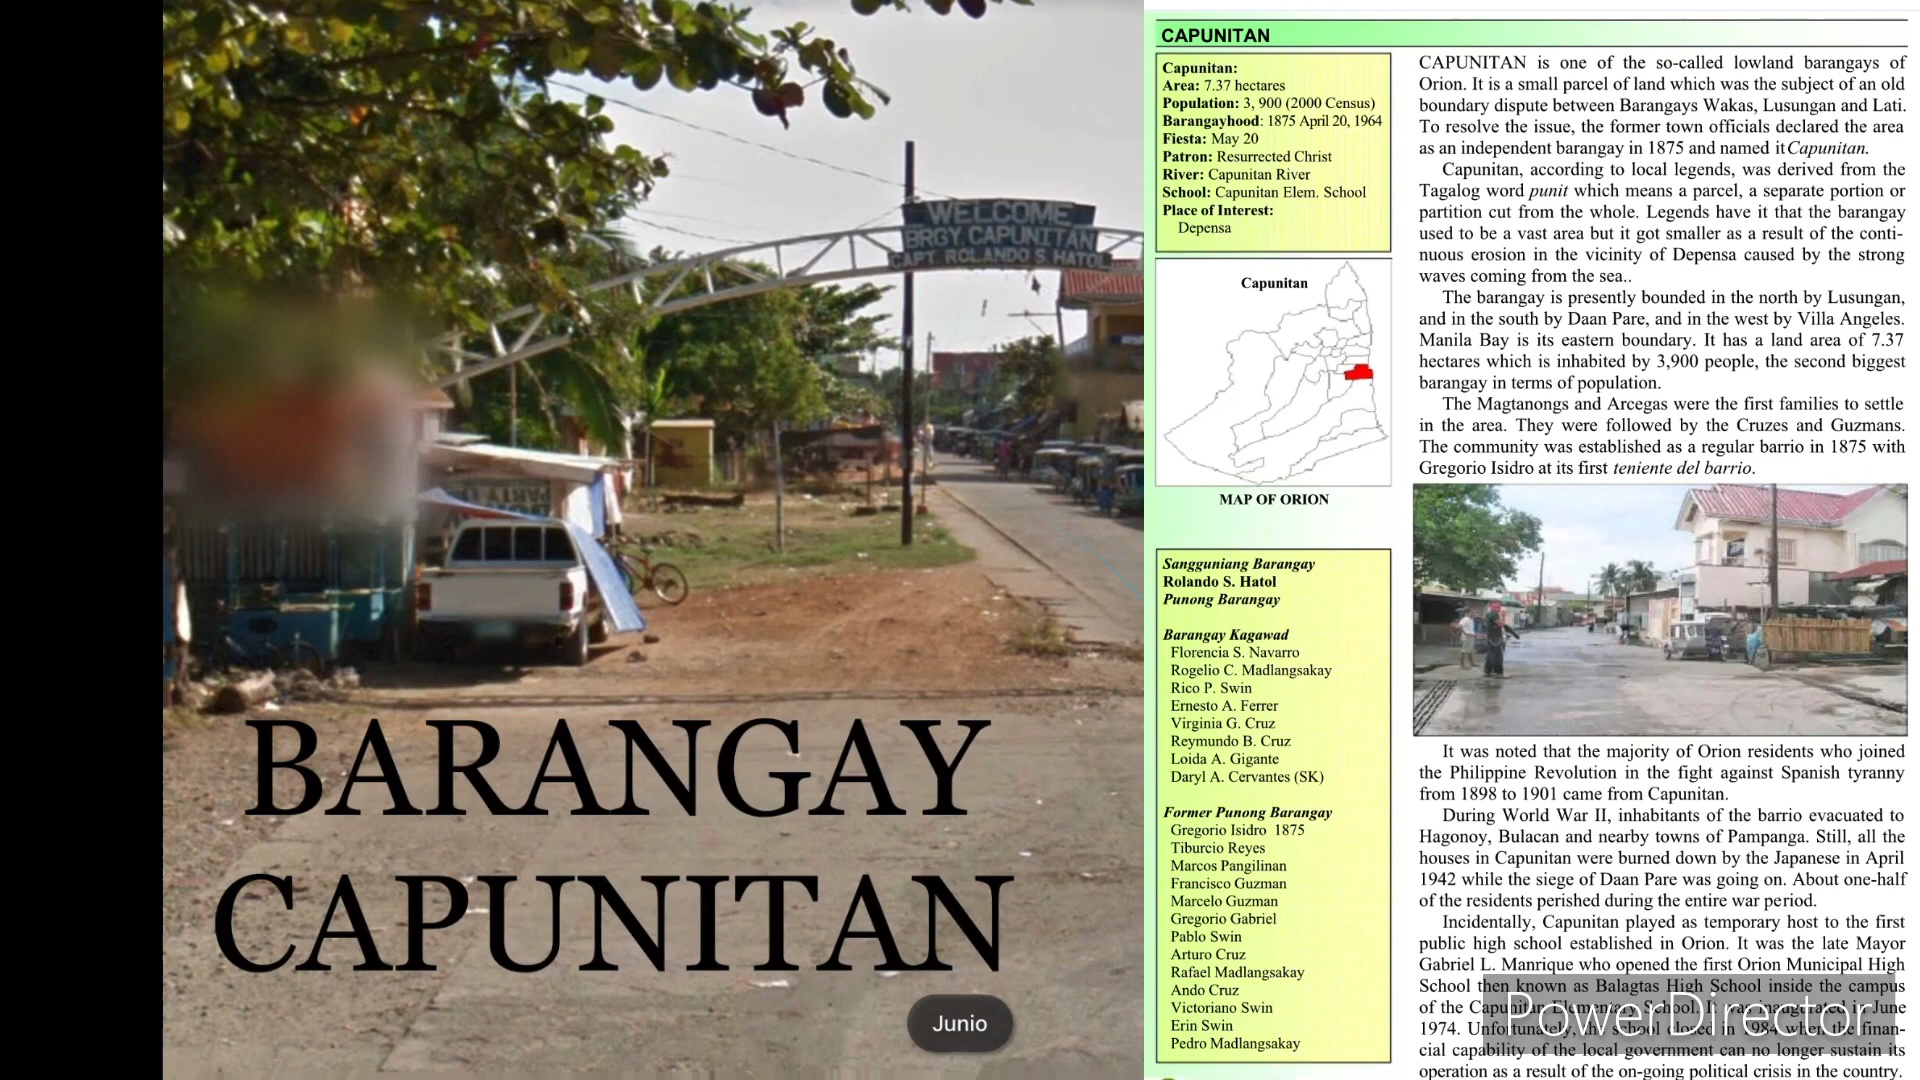 WELCOME
BRGY CAPUNITAN
CAPT. ROLANDO S HATOL
BARANGAY
CAPUNITAN
Junio
CAPUNITAN
Capunitan:
Area: 7.37 hectares
Population: 3, 900 (2000 Census)
Barangayhood: 1875 April 20, 1964
Fiesta: May 20
Patron: Resurrected Christ
River: Capunitan River
School: Capunitan Elem. School
Place of Interest:
Depensa
Capunitan
MAP OF ORION
Sangguniang Barangay
Rolando S. Hatol
Punong Barangay
Barangay Kagawad
Florencia S. Navarro
Rogelio C. Madlangsakay
Rico P. Swin
Ernesto A. Ferrer
Virginia G. Cruz
Reymundo B. Cruz
Loida A. Gigante
Daryl A. Cervantes (SK)
Former Punong Barangay
Gregorio Isidro 1875
Tiburcio Reyes
Marcos Pangilinan
Francisco Guzman
Marcelo Guzman
Gregorio Gabriel
Pablo Swin
Arturo Cruz
Rafael Madlangsakay
Ando Cruz
Victoriano Swin
Erin Swin
Pedro Madlangsakay
CAPUNITAN is one of the so-called lowland barangays of
Orion. It is a small parcel of land which was the subject of an old
boundary dispute between Barangays Wakas, Lusungan and Lati.
To resolve the issue, the former town officials declared the area
as an independent barangay in 1875 and named it Capunitan.
Capunitan, according to local legends, was derived from the
Tagalog word punit which means a parcel, a separate portion or
partition cut from the whole. Legends have it that the barangay
used to be a vast area but it got smaller as a result of the conti-
nuous erosion in the vicinity of Depensa caused by the strong
waves coming from the sea..
The barangay is presently bounded in the north by Lusungan,
and in the south by Daan Pare, and in the west by Villa Angeles.
Manila Bay is its eastern boundary. It has a land area of 7.37
hectares which is inhabited by 3,900 people, the second biggest
barangay in terms of population.
The Magtanongs and Arcegas were the first families to settle
in the area. They were followed by the Cruzes and Guzmans.
The community was established as a regular barrio in 1875 with
Gregorio Isidro at its first teniente del barrio.
It was noted that the majority of Orion residents who joined
the Philippine Revolution in the fight against Spanish tyranny
from 1898 to 1901 came from Capunitan.
During World War II, inhabitants of the barrio evacuated to
Hagonoy, Bulacan and nearby towns of Pampanga. Still, all the
houses in Capunitan were burned down by the Japanese in April
1942 while the siege of Daan Pare was going on. About one-half
of the residents perished during the entire war period.
Incidentally, Capunitan played as temporary host to the first
public high school established in Orion. It was the late Mayor
Gabriel L. Manrique who opened the first Orion Municipal High
School then known as Balagtas High School inside the campus
of the Capunitan Elementary School. It was inaugurated in June
1974. Unfortunately, the school closed in 1984 when the finan-
cial capability of the local government can no longer sustain its
operation as a result of the on-going political crisis in the country.
PowerDirector